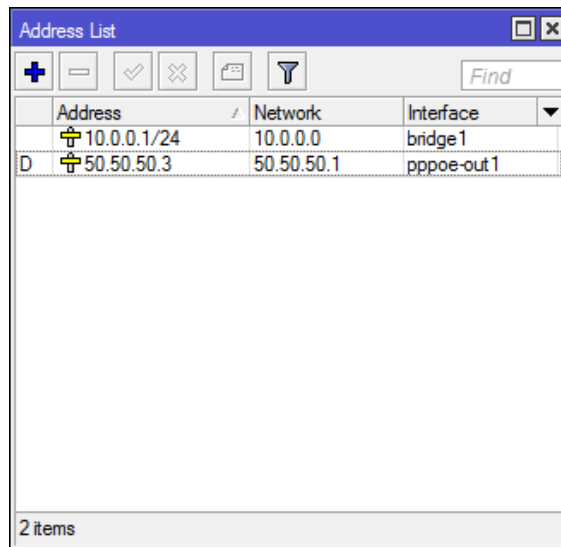 Address List
Find
Address Network Interface
10.0.0.1/24 10.0.0.0 bridge1
D 50.50.50.3 50.50.50.1 pppoe-out1
2 items